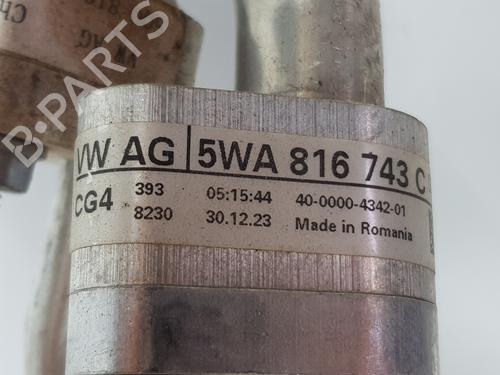 VW AG 5WA 816 743 C
CG4 393 05:15:44 40-0000-4342-01
8230 30.12.23 Made in Romania
B-PARTS